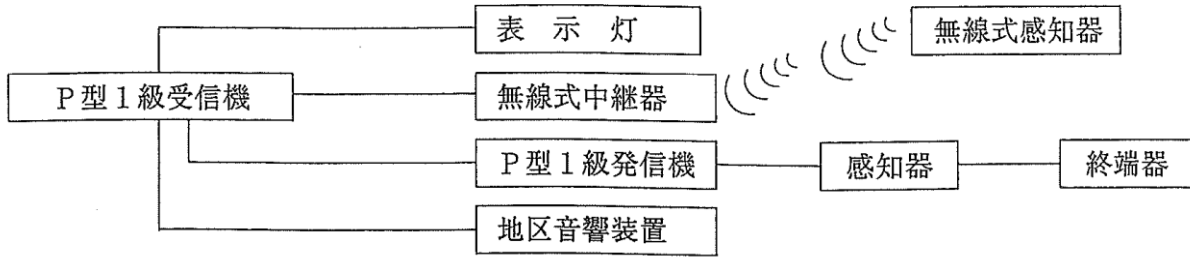 表 示 灯
無線式感知器
P型1級受信機
無線式中継器
P型1級発信機
感知器
終端器
地区音響装置